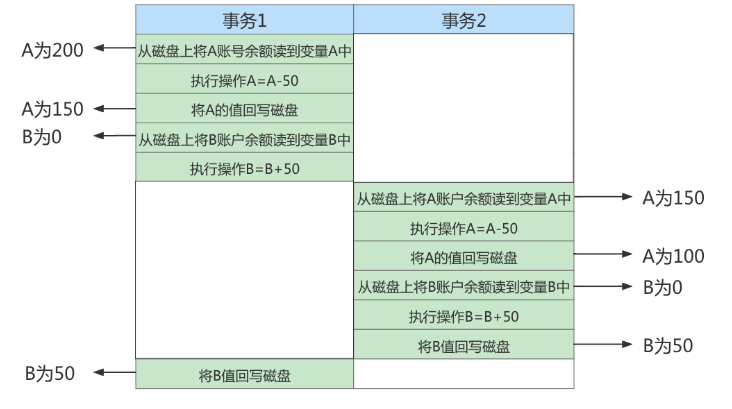 事务1 事务2
A为200 从磁盘上将A账号余额读到变量A中
执行操作A=A-50
A为150 将A的值回写磁盘
B为0 从磁盘上将B账户余额读到变量B中
执行操作B=B+50
从磁盘上将A账户余额读到变量A中 A为150
执行操作A=A-50
将A的值回写磁盘 A为100
从磁盘上将B账户余额读到变量B中 B为0
执行操作B=B+50
将B值回写磁盘 B为50
B为50 将B值回写磁盘